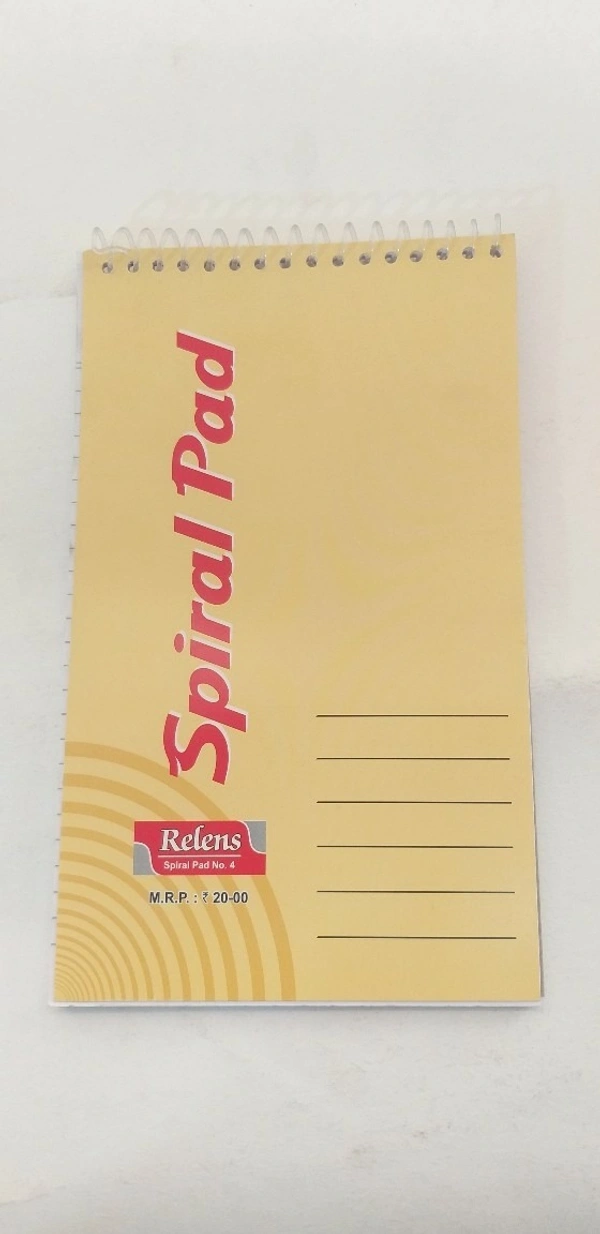 Spiral Pad
Relens
Spiral Pad No. 4
M.R.P. : ₹ 20-00